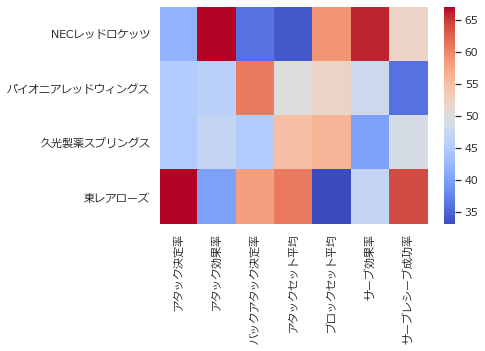 NECレッドロケッツ
パイオニアレッドウィングス
久光製薬スプリングス
東レアローズ
アタック決定率
アタック効果率
バックアタック決定率
アタックセット平均
ブロックセット平均
サーブ効果率
サーブレシーブ成功率
65
60
55
50
45
40
35